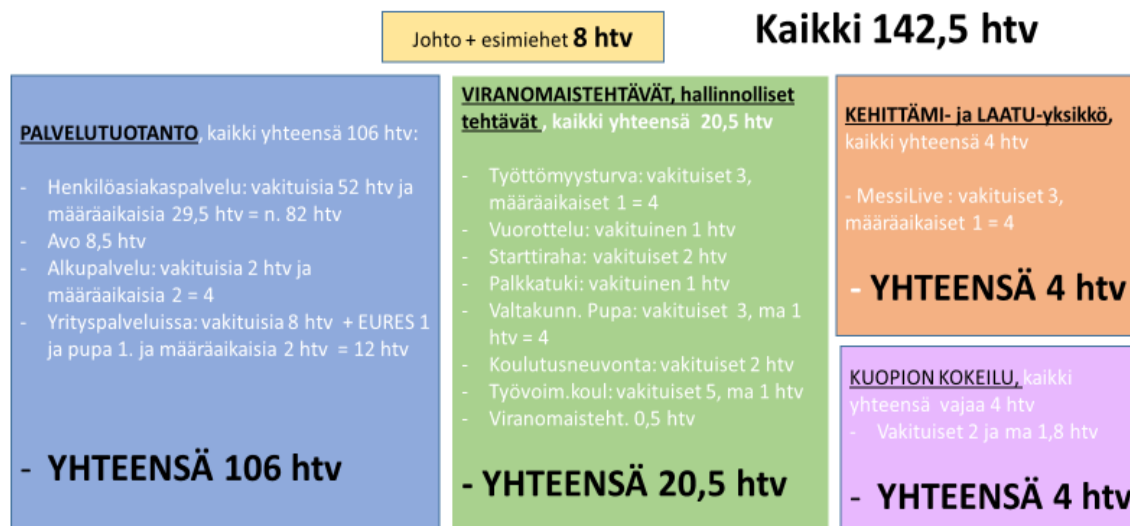 Johto + esimiehet 8 htv
Kaikki 142,5 htv
PALVELUTUOTANTO, kaikki yhteensä 106 htv:
- Henkilöasiakaspalvelu: vakituisia 52 htv ja
määräaikaisia 29,5 htv = n. 82 htv
- Avo 8,5 htv
- Alkupalvelu: vakituisia 2 htv ja
määräaikaisia 2 = 4
- Yrityspalveluissa: vakituisia 8 htv + EURES 1
ja pupa 1. ja määräaikaisia 2 htv = 12 htv
- YHTEENSÄ 106 htv
VIRANOMAISTEHTÄVÄT, hallinnolliset
tehtävät , kaikki yhteensä 20,5 htv
- Työttömyysturva: vakituiset 3,
määräaikaiset 1 = 4
- Vuorottelu: vakituinen 1 htv
- Starttiraha: vakituiset 2 htv
- Palkkatuki: vakituinen 1 htv
- Valtakunn. Pupa: vakituiset 3, ma 1
htv = 4
- Koulutusneuvonta: vakituiset 2 htv
- Työvoim.koul: vakituiset 5, ma 1 htv
- Viranomaisteht. 0,5 htv
- YHTEENSÄ 20,5 htv
KEHITTÄMI- ja LAATU-yksikkö,
kaikki yhteensä 4 htv
- MessiLive : vakituiset 3,
määräaikaiset 1 = 4
- YHTEENSÄ 4 htv
KUOPION KOKEILU, kaikki
yhteensä vajaa 4 htv
- Vakituiset 2 ja ma 1,8 htv
- YHTEENSÄ 4 htv